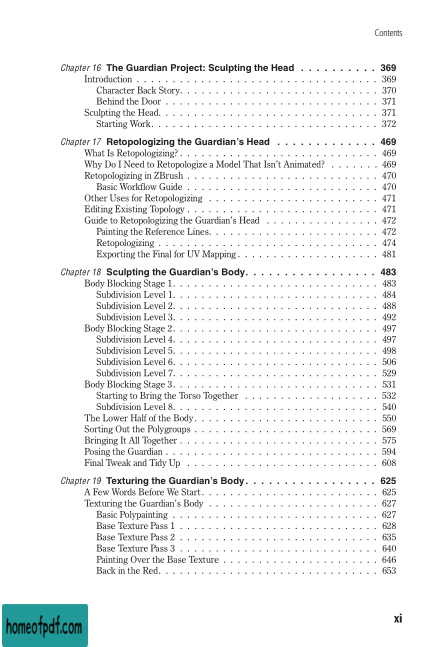 Contents
Chapter 16 The Guardian Project: Sculpting the Head . . . . . . . . . . 369
Introduction . . . . . . . . . . . . . . . . . . . . . . . . . . . . . . . . 369
Character Back Story. . . . . . . . . . . . . . . . . . . . . . . . . . 370
Behind the Door . . . . . . . . . . . . . . . . . . . . . . . . . . . . 371
Sculpting the Head. . . . . . . . . . . . . . . . . . . . . . . . . . . . . 371
Starting Work. . . . . . . . . . . . . . . . . . . . . . . . . . . . . . 372
Chapter 17 Retopologizing the Guardian's Head . . . . . . . . . . . . . 469
What Is Retopologizing? . . . . . . . . . . . . . . . . . . . . . . . . . . 469
Why Do I Need to Retopologize a Model That Isn't Animated? . . . . . . . 469
Retopologizing in ZBrush . . . . . . . . . . . . . . . . . . . . . . . . . 470
Basic Workflow Guide . . . . . . . . . . . . . . . . . . . . . . . . . 470
Other Uses for Retopologizing . . . . . . . . . . . . . . . . . . . . . . 471
Editing Existing Topology . . . . . . . . . . . . . . . . . . . . . . . . . 471
Guide to Retopologizing the Guardian's Head . . . . . . . . . . . . . . . 472
Painting the Reference Lines. . . . . . . . . . . . . . . . . . . . . . 472
Retopologizing . . . . . . . . . . . . . . . . . . . . . . . . . . . . . 474
Exporting the Final for UV Mapping . . . . . . . . . . . . . . . . . . . 481
Chapter 18 Sculpting the Guardian's Body. . . . . . . . . . . . . . . . . 483
Body Blocking Stage 1. . . . . . . . . . . . . . . . . . . . . . . . . . . 483
Subdivision Level 1. . . . . . . . . . . . . . . . . . . . . . . . . . . 484
Subdivision Level 2. . . . . . . . . . . . . . . . . . . . . . . . . . . 488
Subdivision Level 3. . . . . . . . . . . . . . . . . . . . . . . . . . . 492
Body Blocking Stage 2. . . . . . . . . . . . . . . . . . . . . . . . . . . 497
Subdivision Level 4. . . . . . . . . . . . . . . . . . . . . . . . . . . 497
Subdivision Level 5. . . . . . . . . . . . . . . . . . . . . . . . . . . 498
Subdivision Level 6. . . . . . . . . . . . . . . . . . . . . . . . . . . 506
Subdivision Level 7. . . . . . . . . . . . . . . . . . . . . . . . . . . 529
Body Blocking Stage 3. . . . . . . . . . . . . . . . . . . . . . . . . . . 531
Starting to Bring the Torso Together . . . . . . . . . . . . . . . . . . 532
Subdivision Level 8. . . . . . . . . . . . . . . . . . . . . . . . . . . 540
The Lower Half of the Body. . . . . . . . . . . . . . . . . . . . . . . . 550
Sorting Out the Polygroups . . . . . . . . . . . . . . . . . . . . . . . . 569
Bringing It All Together . . . . . . . . . . . . . . . . . . . . . . . . . . 575
Posing the Guardian . . . . . . . . . . . . . . . . . . . . . . . . . . . . 594
Final Tweak and Tidy Up . . . . . . . . . . . . . . . . . . . . . . . . . 608
Chapter 19 Texturing the Guardian's Body. . . . . . . . . . . . . . . . . 625
A Few Words Before We Start. . . . . . . . . . . . . . . . . . . . . . . . 625
Texturing the Guardian's Body . . . . . . . . . . . . . . . . . . . . . . 627
Basic Polypainting . . . . . . . . . . . . . . . . . . . . . . . . . . . 627
Base Texture Pass 1 . . . . . . . . . . . . . . . . . . . . . . . . . . 628
Base Texture Pass 2 . . . . . . . . . . . . . . . . . . . . . . . . . . 635
Base Texture Pass 3 . . . . . . . . . . . . . . . . . . . . . . . . . . 640
Painting Over the Base Texture . . . . . . . . . . . . . . . . . . . . . 646
Back in the Red. . . . . . . . . . . . . . . . . . . . . . . . . . . . . 653
xi
homeofpdf.com